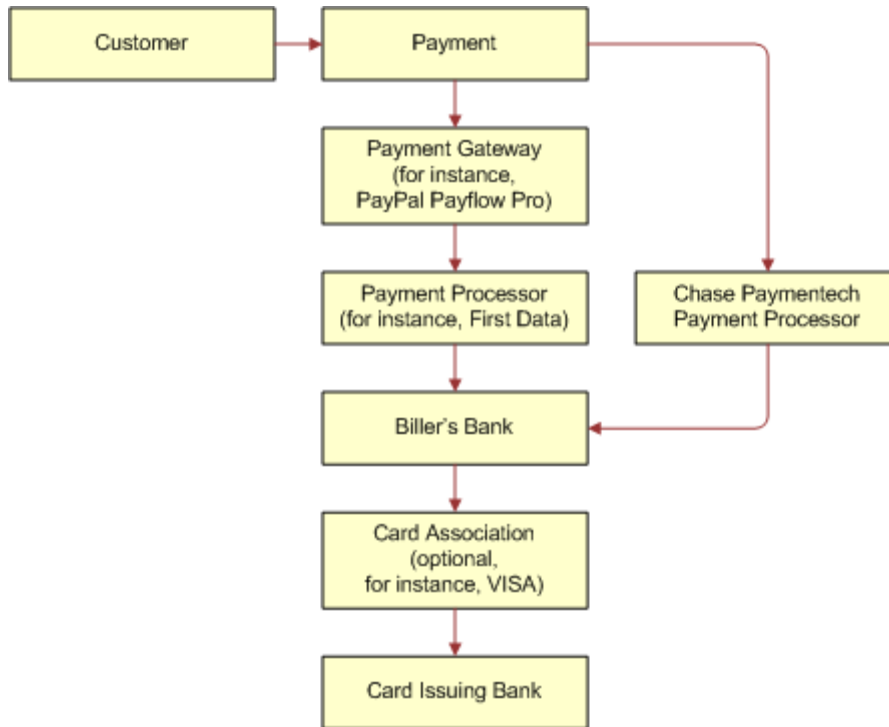 Customer
Payment
Payment Gateway
(for instance,
PayPal Payflow Pro)
Payment Processor
(for instance, First Data)
Chase Paymentech
Payment Processor
Biller's Bank
Card Association
(optional,
for instance, VISA)
Card Issuing Bank